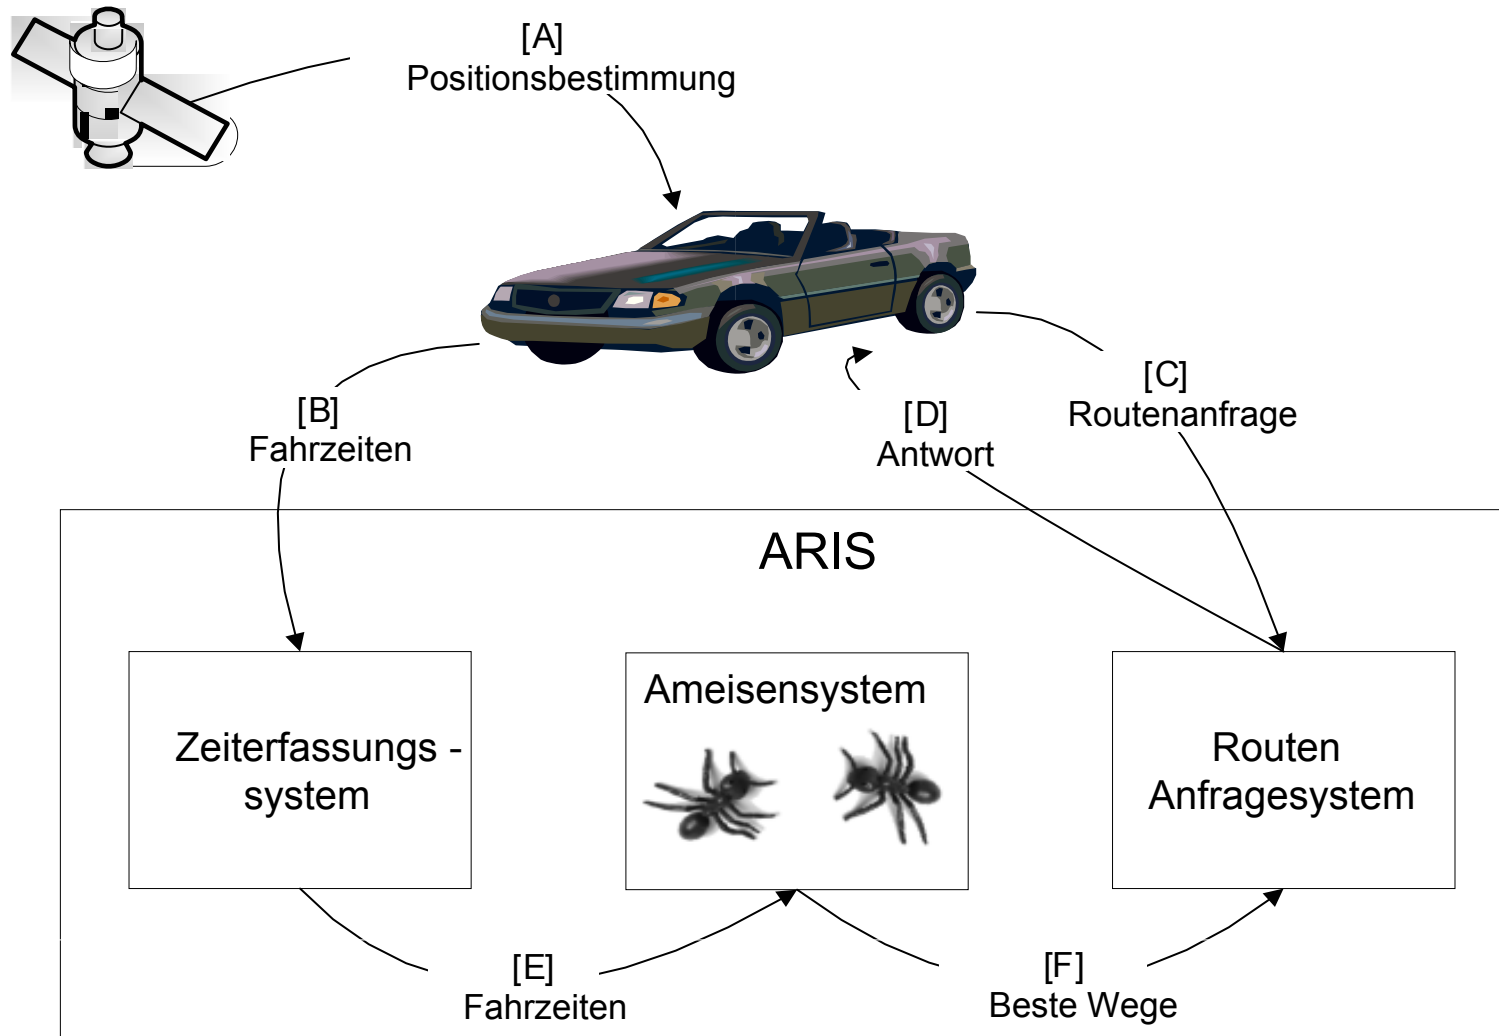 [A]
Positionsbestimmung
[B]
Fahrzeiten
[C]
Routenanfrage
[D]
Antwort
ARIS
Zeiterfassungs -
system
Ameisensystem
Routen
Anfragesystem
[E]
Fahrzeiten
[F]
Beste Wege